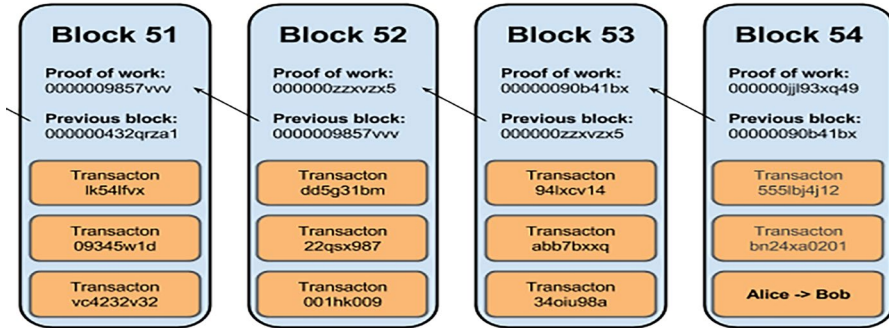 Block 51
Proof of work:
0000009857vvv
Previous block:
000000432qrza1
Transacton
lk54lfvx
Transacton
09345w1d
Transacton
vc4232v32
Block 52
Proof of work:
000000zzxvzx5
Previous block:
0000009857vvv
Transacton
dd5g31bm
Transacton
22qsx987
Transacton
001hk009
Block 53
Proof of work:
00000090b41bx
Previous block:
000000zzxvzx5
Transacton
94lxcv14
Transacton
abb7bxxq
Transacton
34oiu98a
Block 54
Proof of work:
000000jjl93xq49
Previous block:
00000090b41bx
Transacton
555lbj4j12
Transacton
bn24xa0201
Alice -> Bob